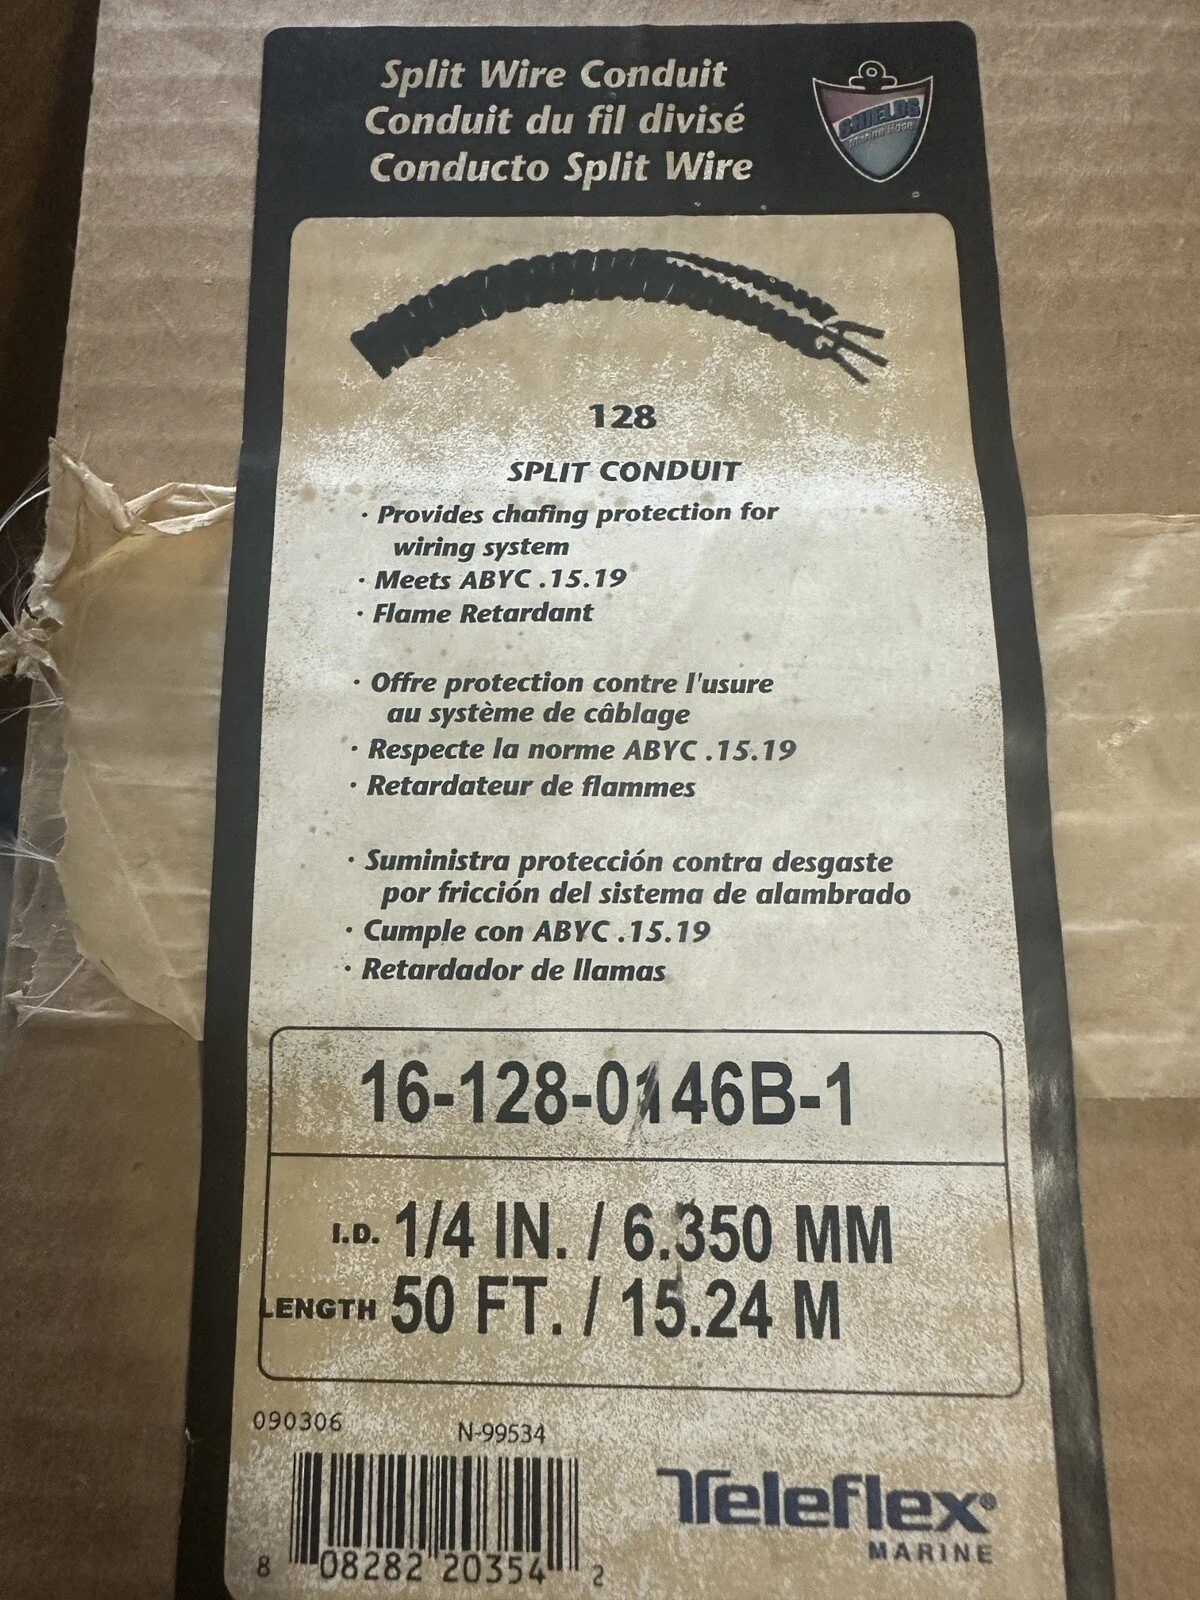 Split Wire Conduit
Conduit du fil divisé
Conducto Split Wire
SHIELDS
Marine Hose
128
SPLIT CONDUIT
· Provides chafing protection for
wiring system
· Meets ABYC .15.19
· Flame Retardant
· Offre protection contre l'usure
au système de câblage
· Respecte la norme ABYC .15.19
· Retardateur de flammes
· Suministra protección contra desgaste
por fricción del sistema de alambrado
· Cumple con ABYC .15.19
· Retardador de llamas
16-128-0146B-1
I.D. 1/4 IN. / 6.350 MM
LENGTH 50 FT. / 15.24 M
090306
N-99534
8 08282 20354 2
Teleflex®
MARINE